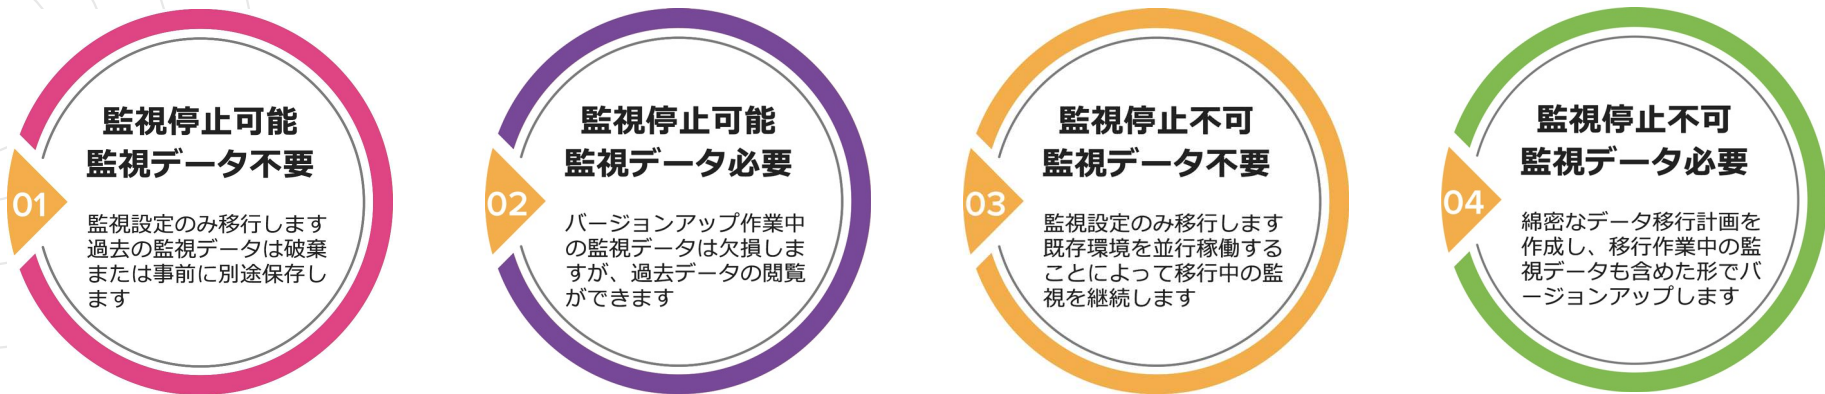 01
監視停止可能
監視データ不要
監視設定のみ移行します
過去の監視データは破棄
または事前に別途保存し
ます
02
監視停止可能
監視データ必要
バージョンアップ作業中
の監視データは欠損しま
すが、過去データの閲覧
ができます
03
監視停止不可
監視データ不要
監視設定のみ移行します
既存環境を並行稼働する
ことによって移行中の監
視を継続します
04
監視停止不可
監視データ必要
綿密なデータ移行計画を
作成し、移行作業中の監
視データも含めた形でバ
ージョンアップします